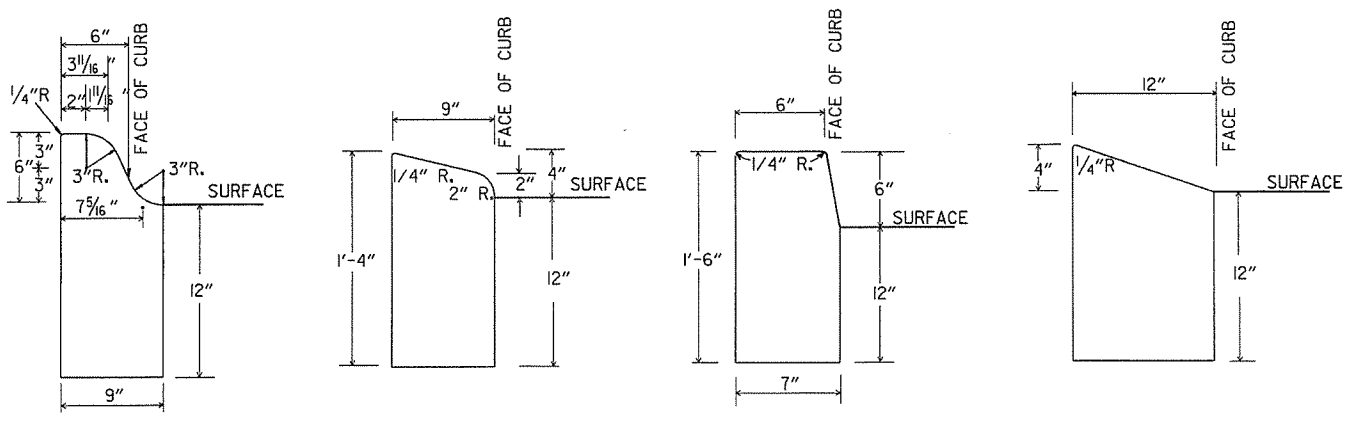 6"
3 11/16"
2" 1 11/16"
1/4"R
FACE OF CURB
6" 3"
3"
3"R.
3"R.
7 5/16"
SURFACE
12"
9"
9"
FACE OF CURB
1/4" R.
2" R.
2"
4"
SURFACE
1'-4"
12"
6"
FACE OF CURB
1/4" R.
6"
SURFACE
1'-6"
12"
7"
12"
FACE OF CURB
4"
1/4"R
SURFACE
12"